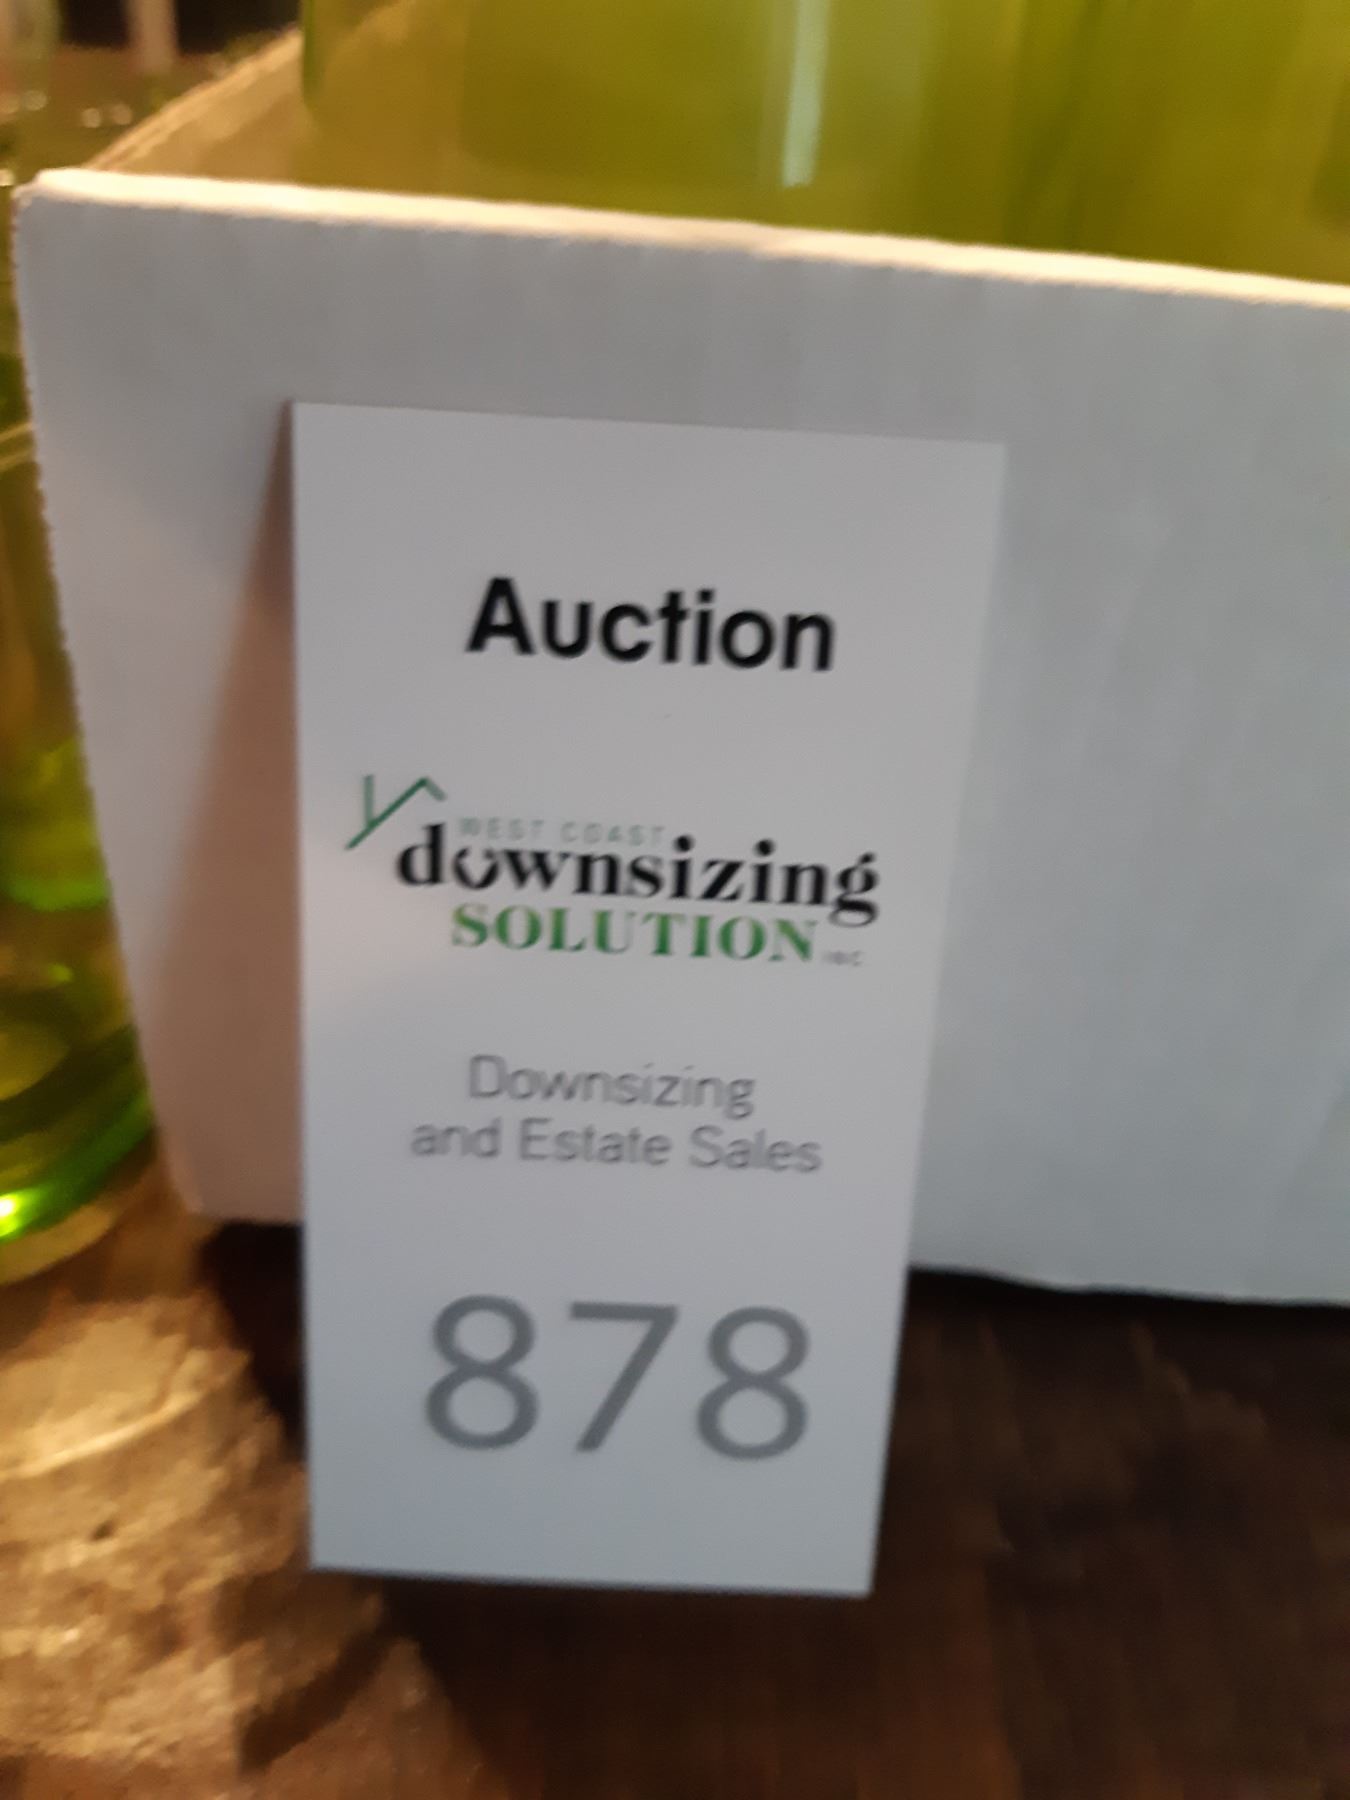 Auction
WEST COAST
downsizing
SOLUTION INC
Downsizing
and Estate Sales
878